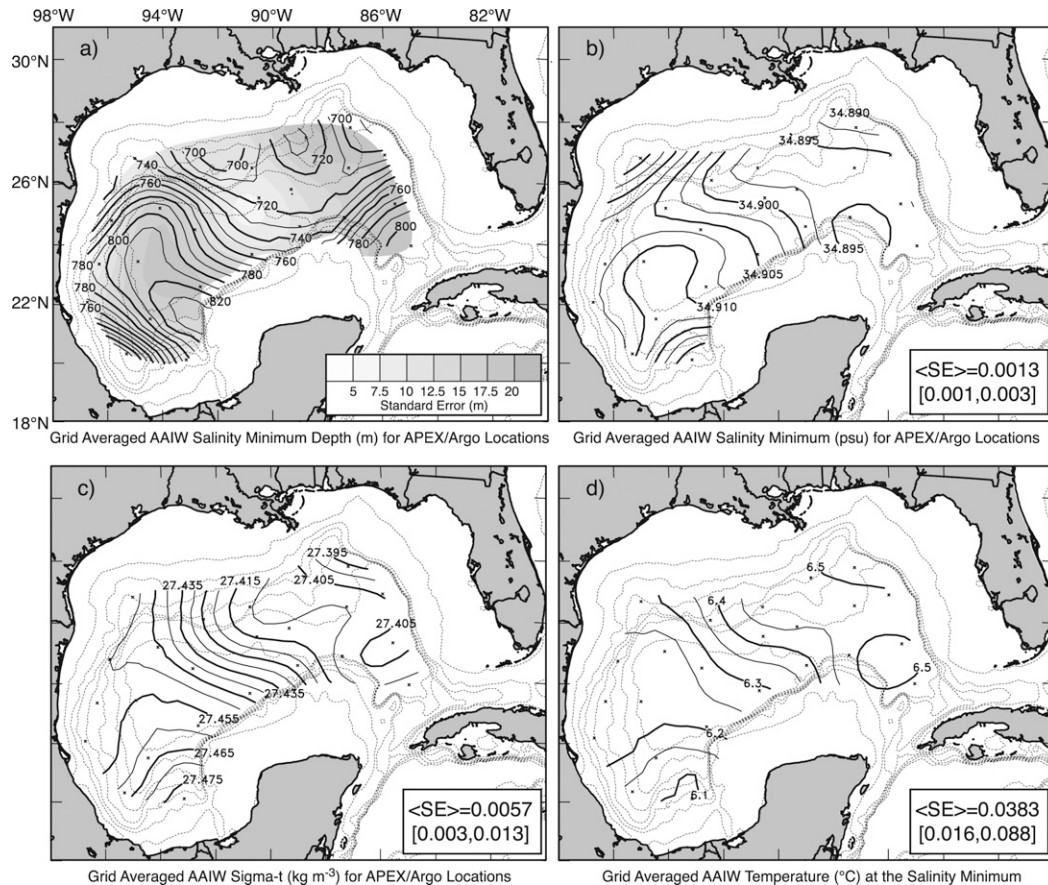 98°W 94°W 90°W 86°W 82°W
a)
30°N
26°N
22°N
18°N
700
740
700
700
720
760
720
760
800
740
800
780
760
780
780
780
820
760
5 7.5 10 12.5 15 17.5 20
Standard Error (m)
Grid Averaged AAIW Salinity Minimum Depth (m) for APEX/Argo Locations
b)
34.890
34.895
34.900
34.895
34.905
34.910
<SE>=0.0013
[0.001,0.003]
Grid Averaged AAIW Salinity Minimum (psu) for APEX/Argo Locations
c)
27.395
27.435
27.415
27.405
27.405
27.435
27.455
27.465
27.475
<SE>=0.0057
[0.003,0.013]
Grid Averaged AAIW Sigma-t (kg m⁻³) for APEX/Argo Locations
d)
6.5
6.4
6.3
6.5
6.2
6.1
<SE>=0.0383
[0.016,0.088]
Grid Averaged AAIW Temperature (°C) at the Salinity Minimum